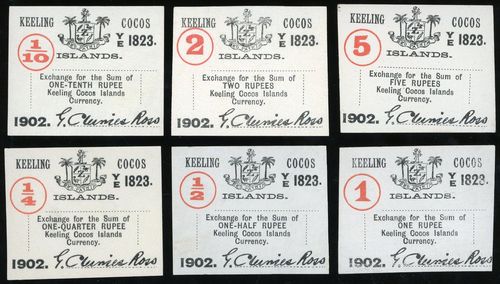 KEELING COCOS
1/10 YE 1823.
ISLANDS.
Exchange for the Sum of
ONE-TENTH RUPEE
Keeling Cocos Islands
Currency.
1902. G. Clunies Ross
KEELING COCOS
2 YE 1823.
ISLANDS.
Exchange for the Sum of
TWO RUPEES
Keeling Cocos Islands
Currency.
1902. G. Clunies Ross
KEELING COCOS
5 YE 1823.
ISLANDS.
Exchange for the Sum of
FIVE RUPEES
Keeling Cocos Islands
Currency.
1902. G. Clunies Ross
KEELING COCOS
1/4 YE 1823.
ISLANDS.
Exchange for the Sum of
ONE-QUARTER RUPEE
Keeling Cocos Islands
Currency.
1902. G. Clunies Ross
KEELING COCOS
1/2 YE 1823.
ISLANDS.
Exchange for the Sum of
ONE-HALF RUPEE
Keeling Cocos Islands
Currency.
1902. G. Clunies Ross
KEELING COCOS
1 YE 1823.
ISLANDS.
Exchange for the Sum of
ONE RUPEE
Keeling Cocos Islands
Currency.
1902. G. Clunies Ross